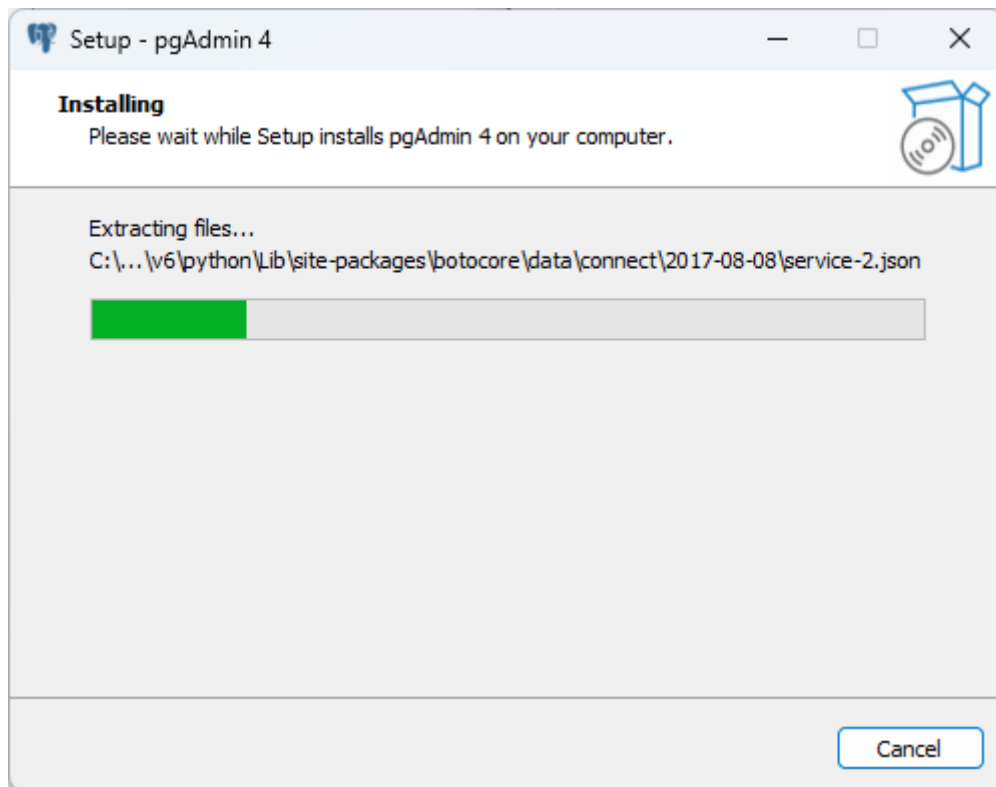 Setup - pgAdmin 4
Installing
Please wait while Setup installs pgAdmin 4 on your computer.
Extracting files...
C:\...\v6\python\Lib\site-packages\botocore\data\connect\2017-08-08\service-2.json
Cancel